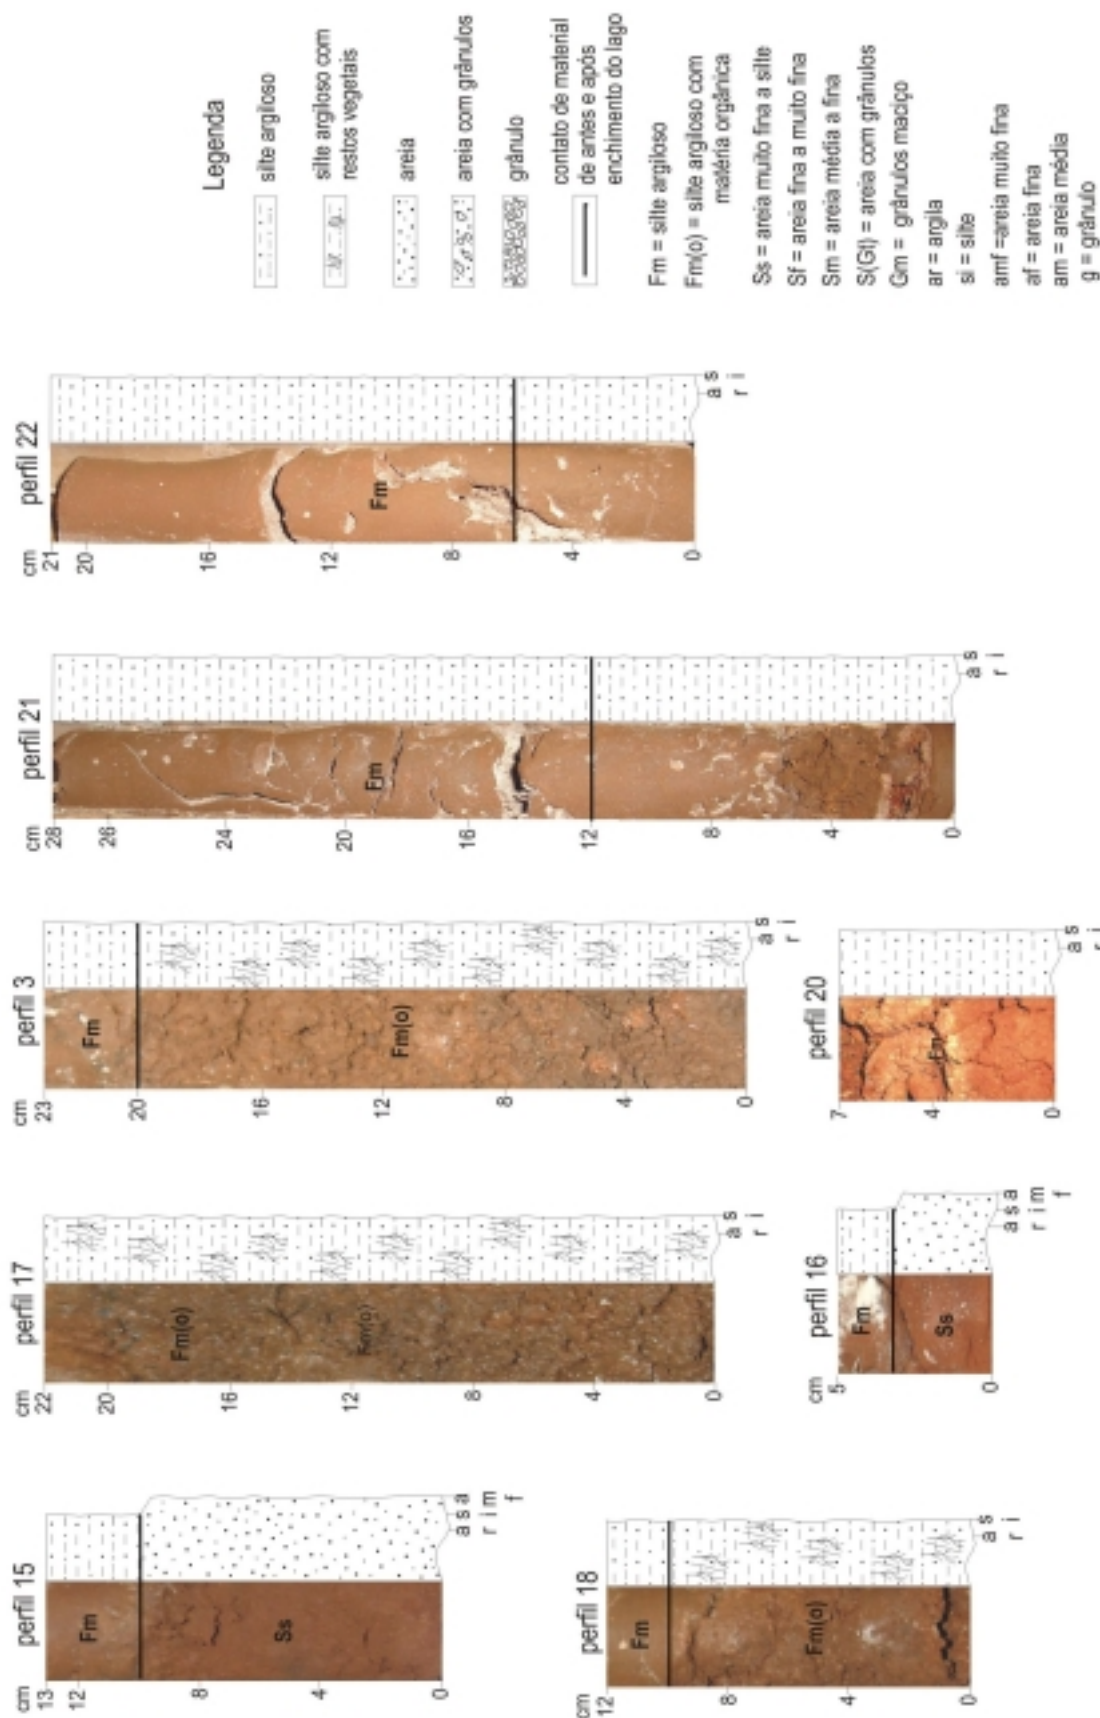 perfil 15
cm
13
12
8
4
0
Fm
Ss
a s a
r i m
f
perfil 17
cm
22
20
16
12
8
4
0
Fm(o)
Fm(o)
a s
r i
perfil 3
cm
23
20
16
12
8
4
0
Fm
Fm(o)
a s
r i
perfil 21
cm
28
26
24
20
16
12
8
4
0
Fm
a s
r i
perfil 22
cm
21
20
16
12
8
4
0
Fm
a s
r i
perfil 18
cm
12
8
4
0
Fm
Fm(o)
a s
r i
perfil 16
cm
5
0
Fm
Ss
a s a
r i m
f
perfil 20
7
4
0
Fm
a s
r i
Legenda
silte argiloso
silte argiloso com
restos vegetais
areia
areia com grânulos
grânulo
contato de material
de antes e após
enchimento do lago
Fm = silte argiloso
Fm(o) = silte argiloso com
matéria orgânica
Ss = areia muito fina a silte
Sf = areia fina a muito fina
Sm = areia média a fina
S(Gt) = areia com grânulos
Gm = grânulos maciço
ar = argila
si = silte
amf =areia muito fina
af = areia fina
am = areia média
g = grânulo